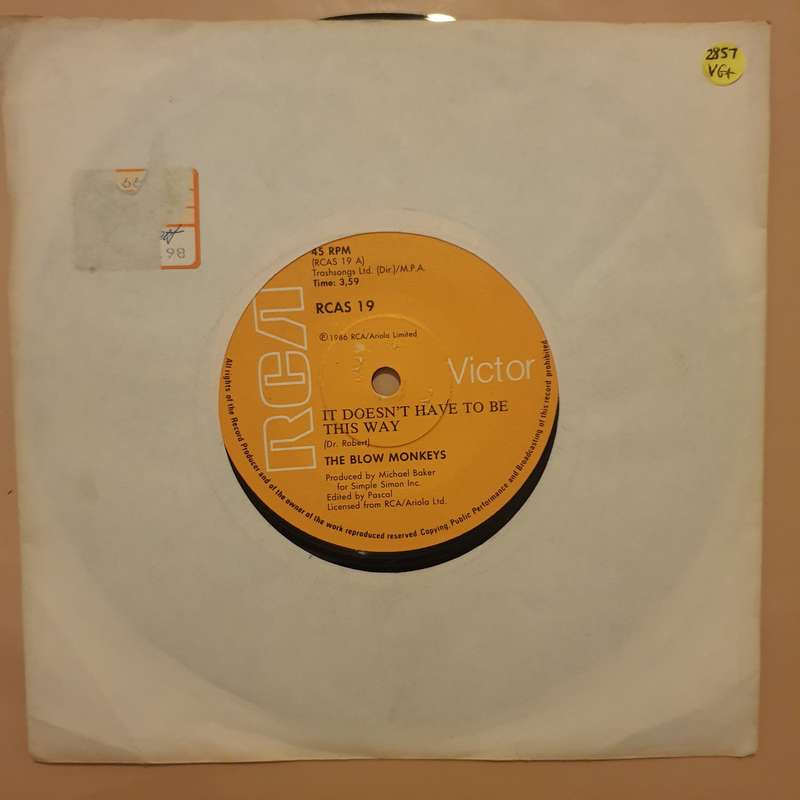 2857
VG+
45 RPM
(RCAS 19 A)
Trashsongs Ltd. (Dir.)/M.P.A.
Time: 3,59
RCAS 19
℗ 1986 RCA/Ariola Limited
RCA
Victor
IT DOESN'T HAVE TO BE
THIS WAY
(Dr. Robert)
THE BLOW MONKEYS
Produced by Michael Baker
for Simple Simon Inc.
Edited by Pascal
Licensed from RCA/Ariola Ltd.
All rights of the Record Producer and of the owner of the work reproduced reserved. Copying, Public Performance and Broadcasting of this record prohibited.